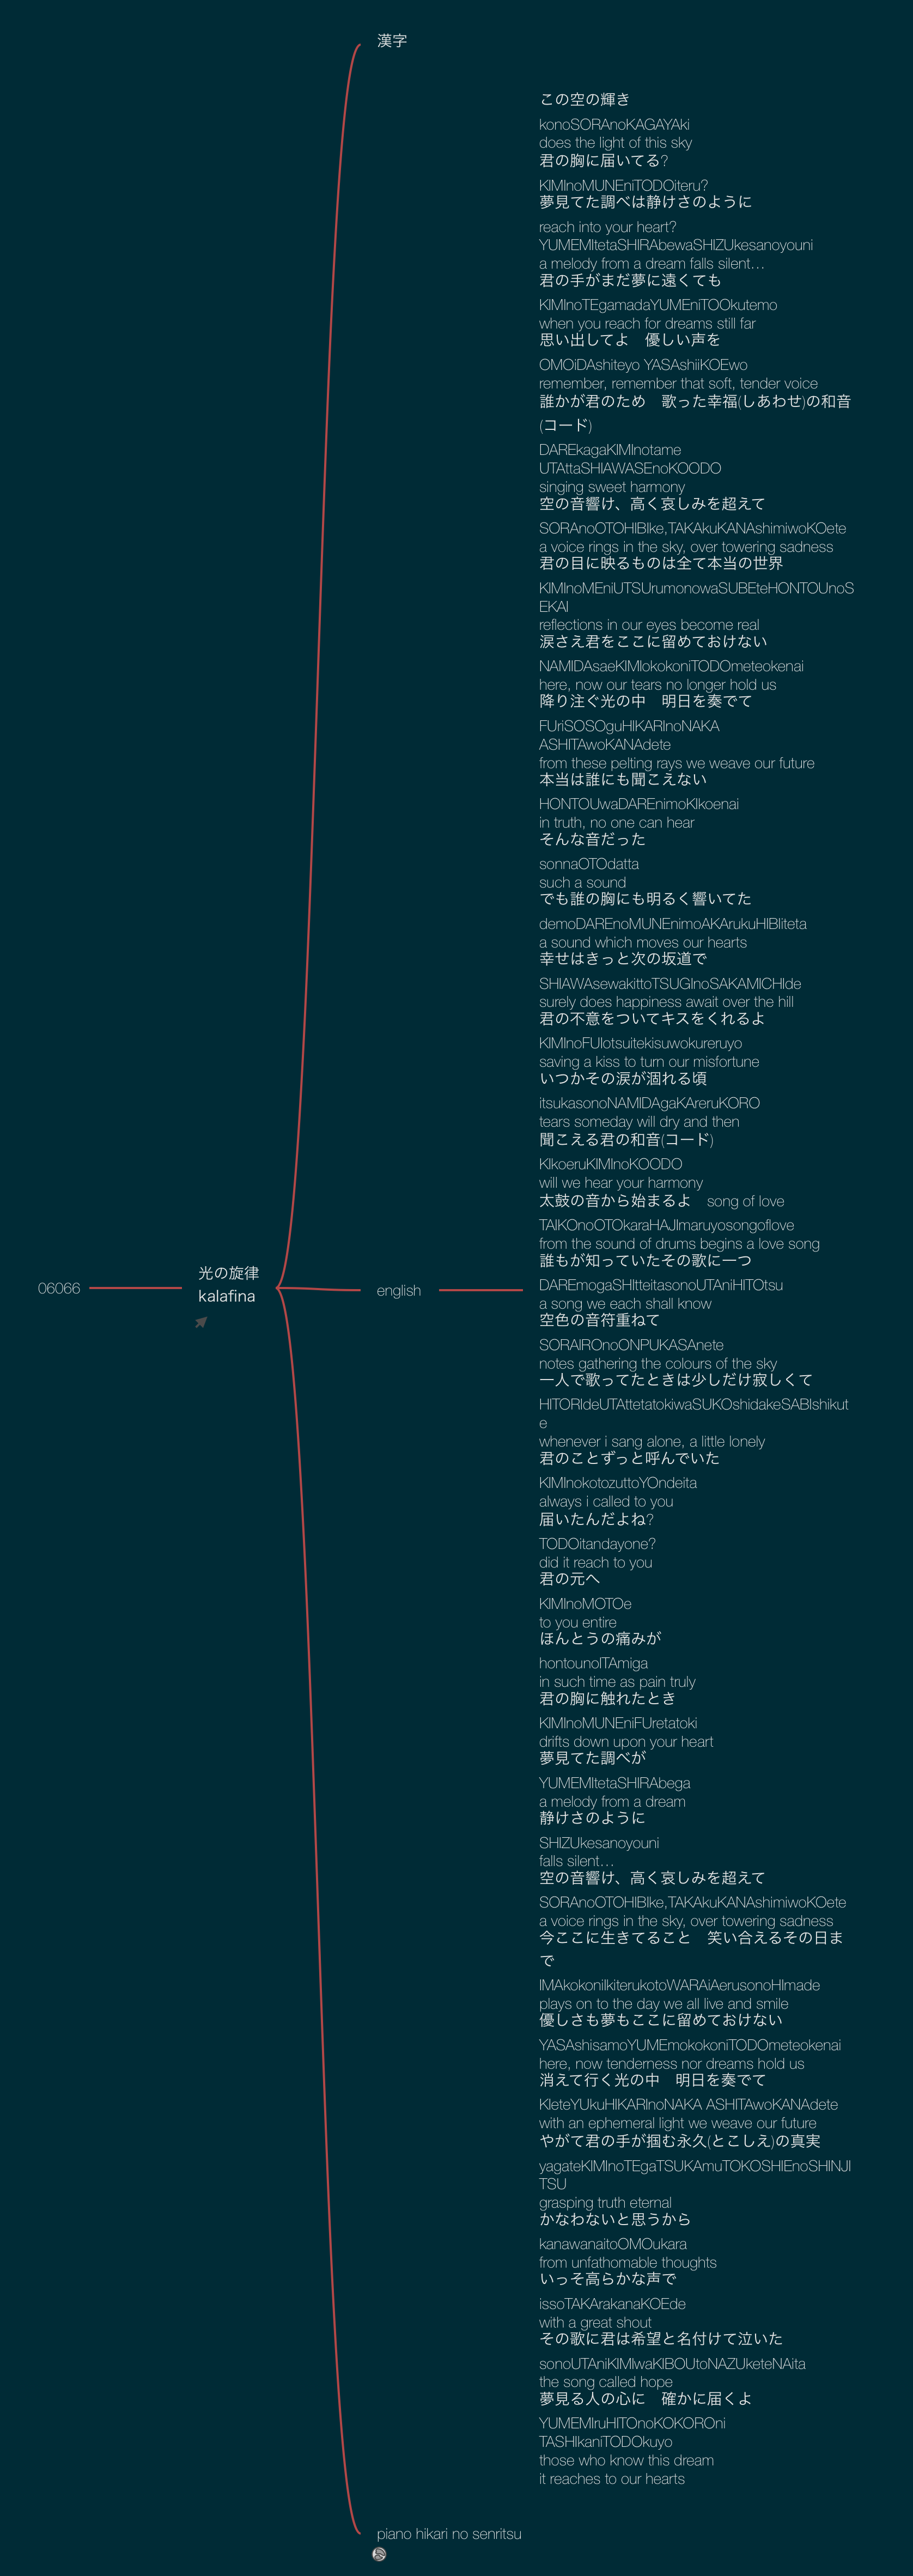 漢字
この空の輝き
konoSORAnoKAGAYAki
does the light of this sky
君の胸に届いてる?
KIMInoMUNEniTODOiteru?
夢見てた調べは静けさのように
reach into your heart?
YUMEMItetaSHIRAbewaSHIZUkesanoyouni
a melody from a dream falls silent…
君の手がまだ夢に遠くても
KIMInoTEgamadaYUMEniTOOkutemo
when you reach for dreams still far
思い出してよ　優しい声を
OMOiDAshiteyo YASAshiiKOEwo
remember, remember that soft, tender voice
誰かが君のため　歌った幸福(しあわせ)の和音
(コード)
DAREkagaKIMInotame
UTAttaSHIAWASEnoKOODO
singing sweet harmony
空の音響け、高く哀しみを超えて
SORAnoOTOHIBIke,TAKAkuKANAshimiwoKOete
a voice rings in the sky, over towering sadness
君の目に映るものは全て本当の世界
KIMInoMEniUTSUrumonowaSUBEteHONTOUnoS
EKAI
reflections in our eyes become real
涙さえ君をここに留めておけない
NAMIDAsaeKIMIokokoniTODOmeteokenai
here, now our tears no longer hold us
降り注ぐ光の中　明日を奏でて
FUriSOSOguHIKARInoNAKA
ASHITAwoKANAdete
from these pelting rays we weave our future
本当は誰にも聞こえない
HONTOUwaDAREnimoKIkoenai
in truth, no one can hear
そんな音だった
sonnaOTOdatta
such a sound
でも誰の胸にも明るく響いてた
demoDAREnoMUNEnimoAKArukuHIBIiteta
a sound which moves our hearts
幸せはきっと次の坂道で
SHIAWAsewakittoTSUGInoSAKAMICHIde
surely does happiness await over the hill
君の不意をついてキスをくれるよ
KIMInoFUIotsuitekisuwokureruyo
saving a kiss to turn our misfortune
いつかその涙が涸れる頃
itsukasonoNAMIDAgaKAreruKORO
tears someday will dry and then
聞こえる君の和音(コード)
KIkoeruKIMInoKOODO
will we hear your harmony
太鼓の音から始まるよ　song of love
TAIKOnoOTOkaraHAJImaruyosongoflove
from the sound of drums begins a love song
誰もが知っていたその歌に一つ
06066
光の旋律
kalafina
english
DAREmogaSHItteitasonoUTAniHITOtsu
a song we each shall know
空色の音符重ねて
SORAIROnoONPUKASAnete
notes gathering the colours of the sky
一人で歌ってたときは少しだけ寂しくて
HITORIdeUTAttetatokiwaSUKOshidakeSABIshikut
e
whenever i sang alone, a little lonely
君のことずっと呼んでいた
KIMInokotozuttoYOndeita
always i called to you
届いたんだよね?
TODOitandayone?
did it reach to you
君の元へ
KIMInoMOTOe
to you entire
ほんとうの痛みが
hontounoITAmiga
in such time as pain truly
君の胸に触れたとき
KIMInoMUNEniFUretatoki
drifts down upon your heart
夢見てた調べが
YUMEMItetaSHIRAbega
a melody from a dream
静けさのように
SHIZUkesanoyouni
falls silent…
空の音響け、高く哀しみを超えて
SORAnoOTOHIBIke,TAKAkuKANAshimiwoKOete
a voice rings in the sky, over towering sadness
今ここに生きてること　笑い合えるその日ま
で
IMAkokoniIkiterukotoWARAiAerusonoHImade
plays on to the day we all live and smile
優しさも夢もここに留めておけない
YASAshisamoYUMEmokokoniTODOmeteokenai
here, now tenderness nor dreams hold us
消えて行く光の中　明日を奏でて
KIeteYUkuHIKARInoNAKA ASHITAwoKANAdete
with an ephemeral light we weave our future
やがて君の手が掴む永久(とこしえ)の真実
yagateKIMInoTEgaTSUKAmuTOKOSHIEnoSHINJI
TSU
grasping truth eternal
かなわないと思うから
kanawanaitoOMOukara
from unfathomable thoughts
いっそ高らかな声で
issoTAKArakanaKOEde
with a great shout
その歌に君は希望と名付けて泣いた
sonoUTAniKIMIwaKIBOUtoNAZUketeNAita
the song called hope
夢見る人の心に　確かに届くよ
YUMEMIruHITOnoKOKOROni
TASHIkaniTODOkuyo
those who know this dream
it reaches to our hearts
piano hikari no senritsu